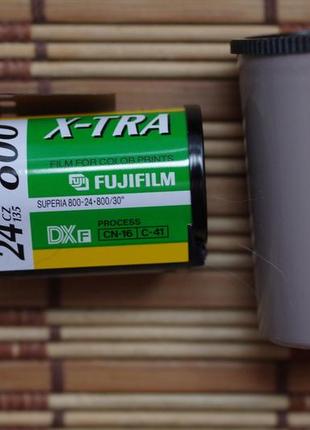 800
24 CZ 135
X-TRA
FILM FOR COLOR PRINTS
FUJI FUJIFILM
SUPERIA 800-24・800/30°
DX F PROCESS
CN-16 C-41